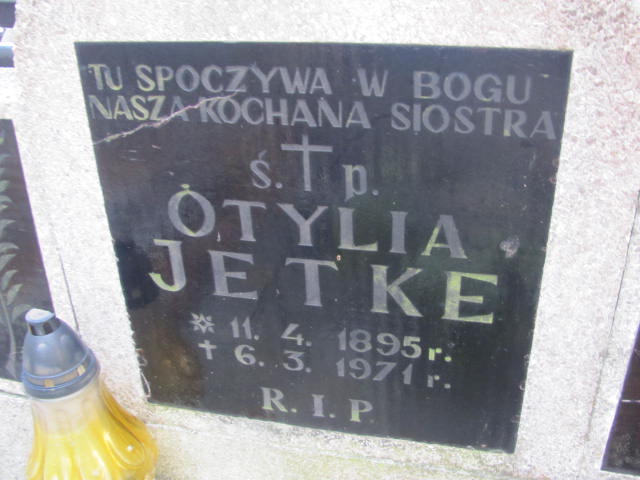 TU SPOCZYWA W BOGU
NASZA KOCHANA SIOSTRA
Ś. P.
OTYLIA
JETKE
11. 4. 1895 r.
6. 3. 1971 r.
R. I. P.